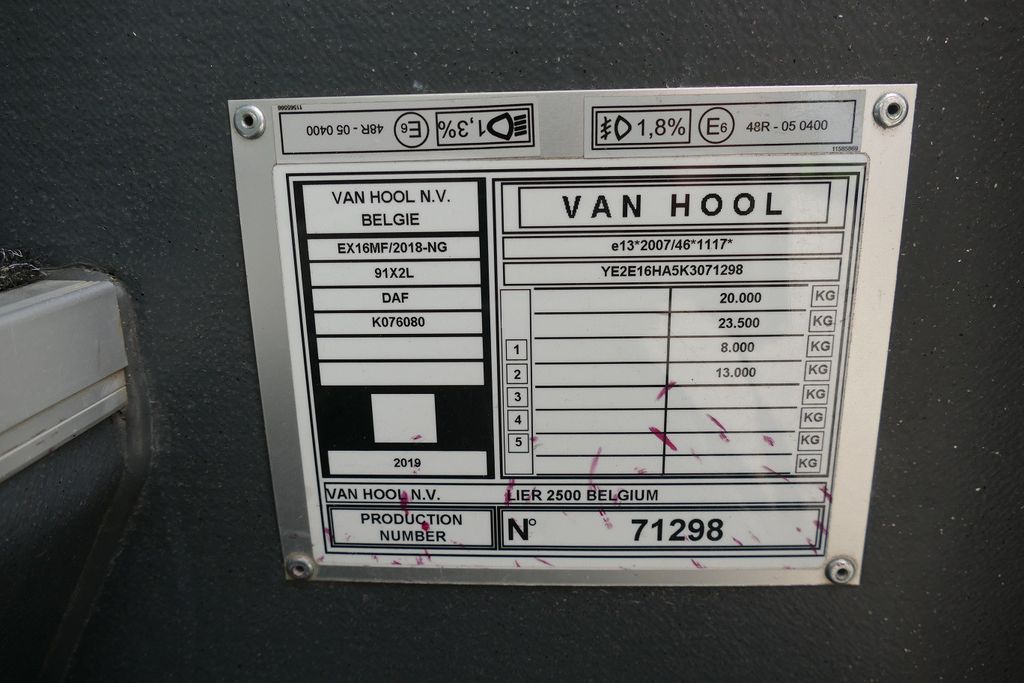 11565566
48R - 05 0400 E6 1,3%
1,8% E6 48R - 05 0400
11585869
VAN HOOL N.V.
BELGIE
EX16MF/2018-NG
91X2L
DAF
K076080
2019
VAN HOOL
e13*2007/46*1117*
YE2E16HA5K3071298
20.000 KG
23.500 KG
1 8.000 KG
2 13.000 KG
3 KG
4 KG
5 KG
KG
VAN HOOL N.V. LIER 2500 BELGIUM
PRODUCTION
NUMBER
N° 71298